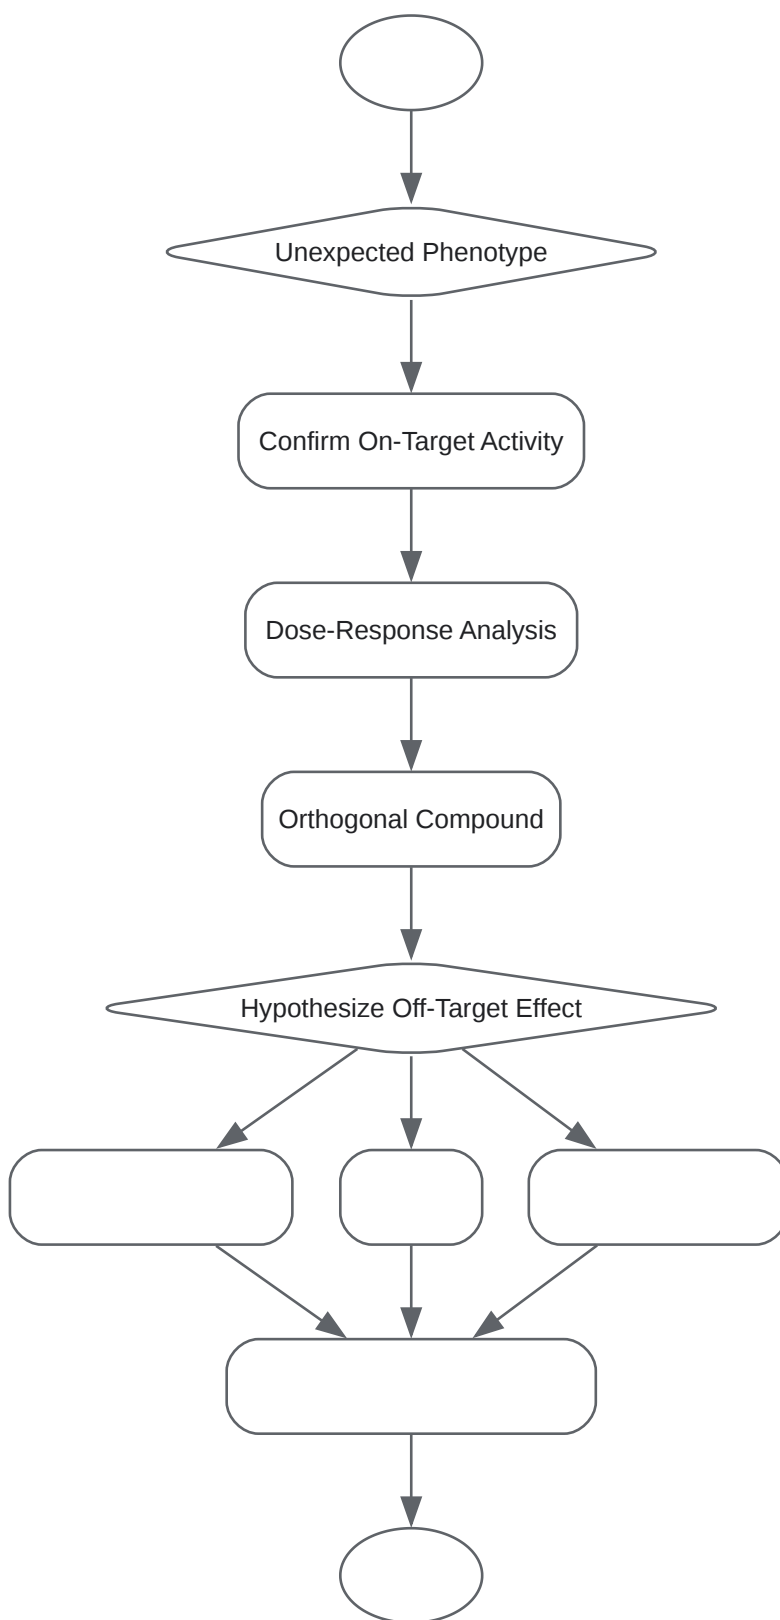 Unexpected Phenotype
Confirm On-Target Activity
Dose-Response Analysis
Orthogonal Compound
Hypothesize Off-Target Effect